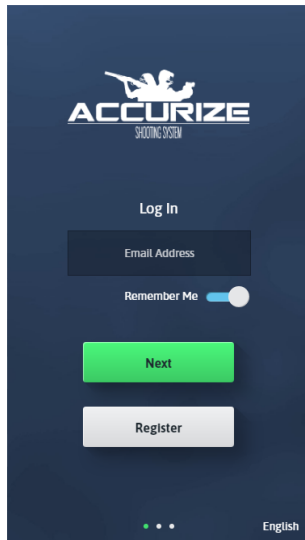 ACCURIZE
SHOOTING SYSTEM
Log In
Email Address
Remember Me
Next
Register
English